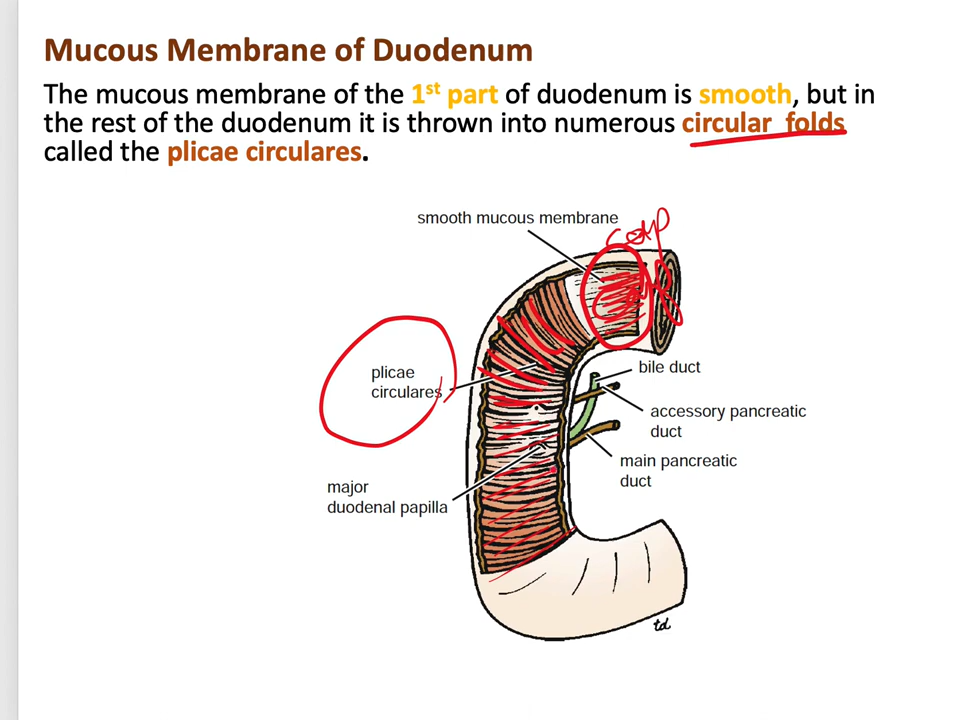 Mucous Membrane of Duodenum
The mucous membrane of the 1st part of duodenum is smooth, but in
the rest of the duodenum it is thrown into numerous circular folds
called the plicae circulares.
smooth mucous membrane
bile duct
plicae
circulares
accessory pancreatic
duct
main pancreatic
duct
major
duodenal papilla
td